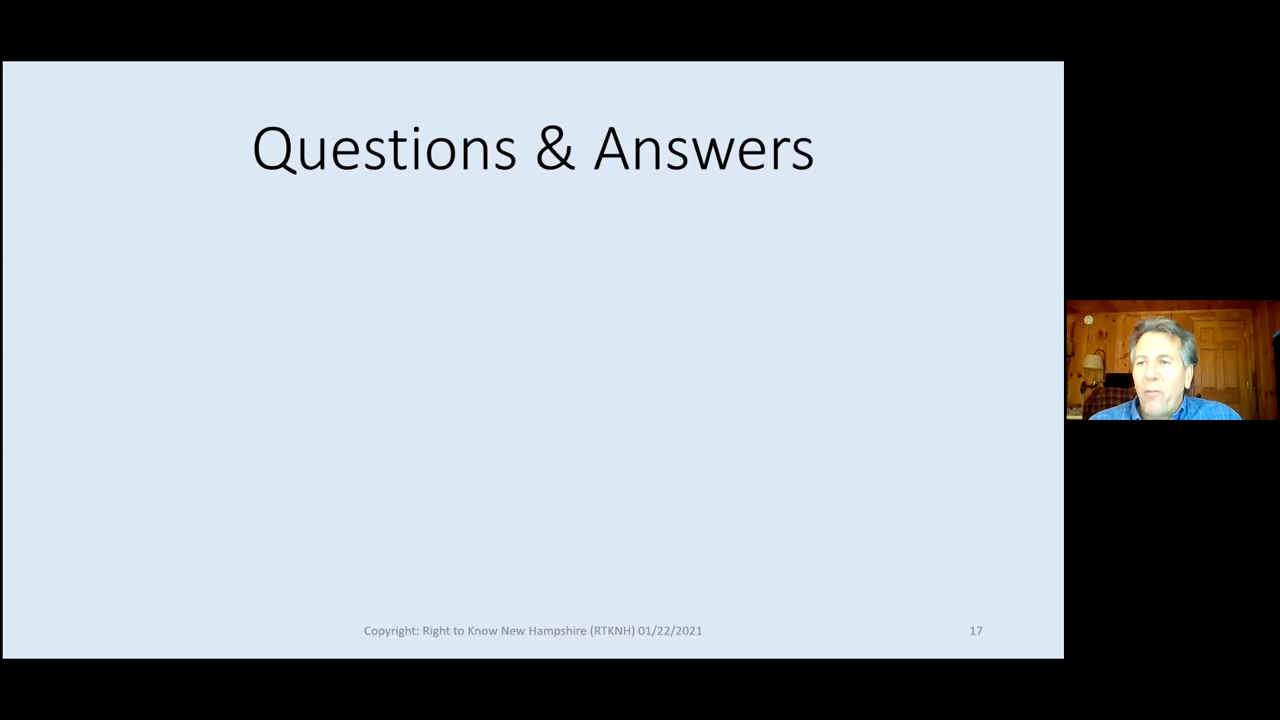 Questions & Answers
Copyright: Right to Know New Hampshire (RTKNH) 01/22/2021
17